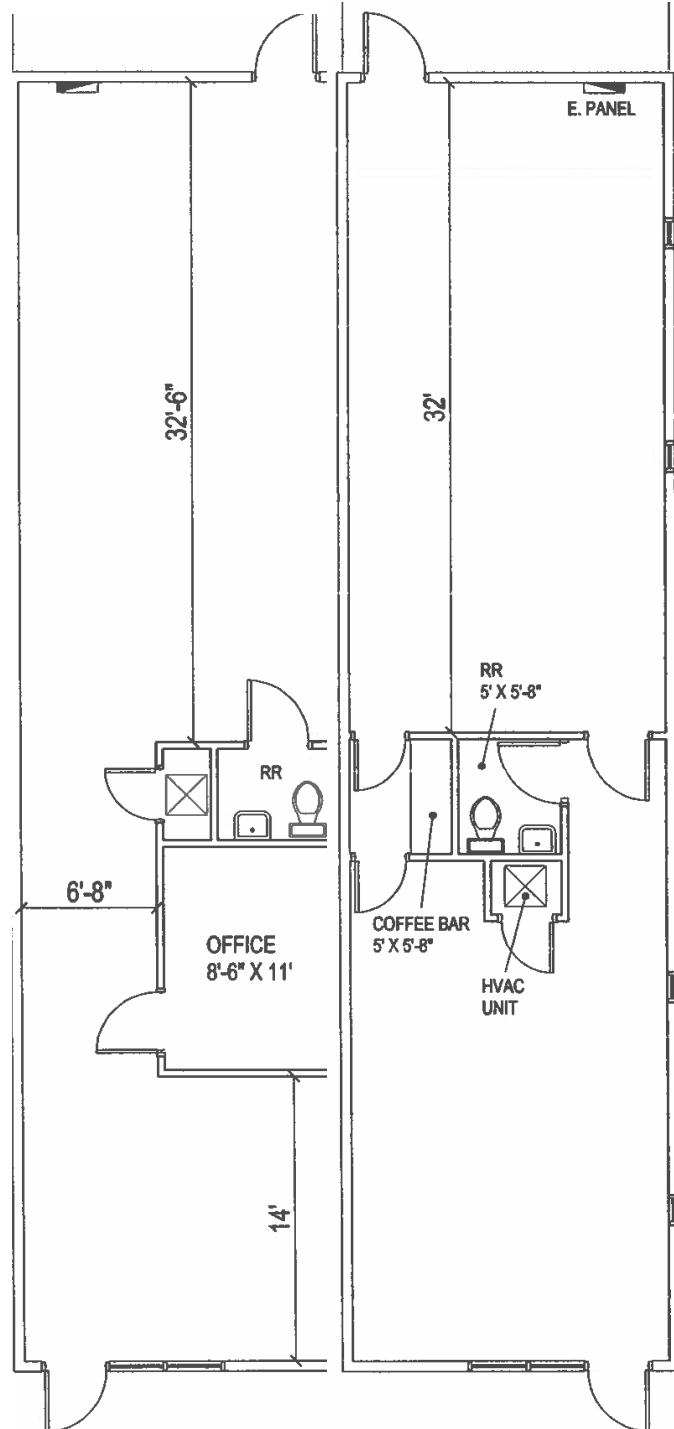 E. PANEL
32'-6"
32'
RR
5' X 5'-8"
RR
6'-8"
OFFICE
8'-6" X 11'
COFFEE BAR
5' X 5'-8"
HVAC
UNIT
14'